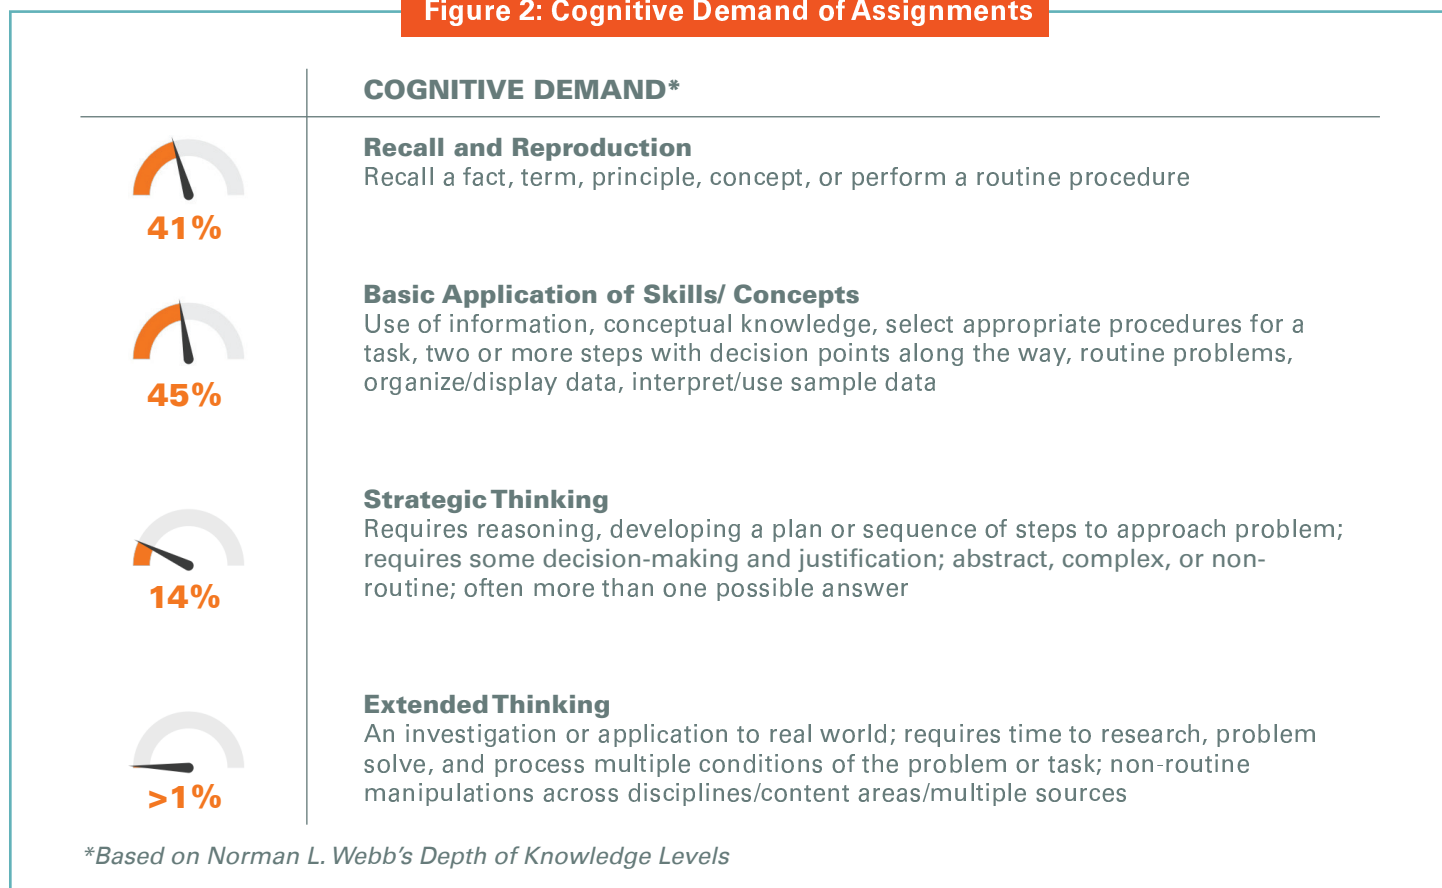 Figure 2: Cognitive Demand of Assignments
COGNITIVE DEMAND*
Recall and Reproduction
Recall a fact, term, principle, concept, or perform a routine procedure
41%
Basic Application of Skills/ Concepts
Use of information, conceptual knowledge, select appropriate procedures for a
task, two or more steps with decision points along the way, routine problems,
organize/display data, interpret/use sample data
45%
Strategic Thinking
Requires reasoning, developing a plan or sequence of steps to approach problem;
requires some decision-making and justification; abstract, complex, or non-
routine; often more than one possible answer
14%
Extended Thinking
An investigation or application to real world; requires time to research, problem
solve, and process multiple conditions of the problem or task; non-routine
manipulations across disciplines/content areas/multiple sources
>1%
*Based on Norman L. Webb's Depth of Knowledge Levels